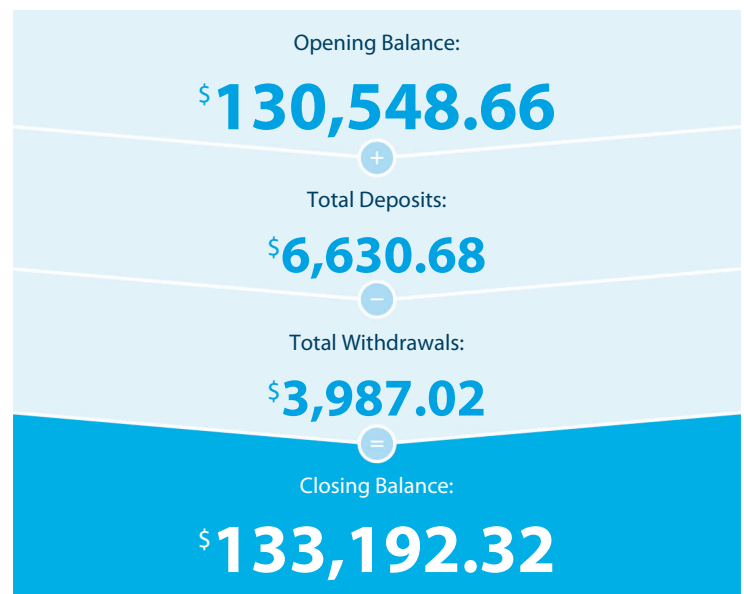 Opening Balance:
$130,548.66
+
Total Deposits:
$6,630.68
−
Total Withdrawals:
$3,987.02
=
Closing Balance:
$133,192.32